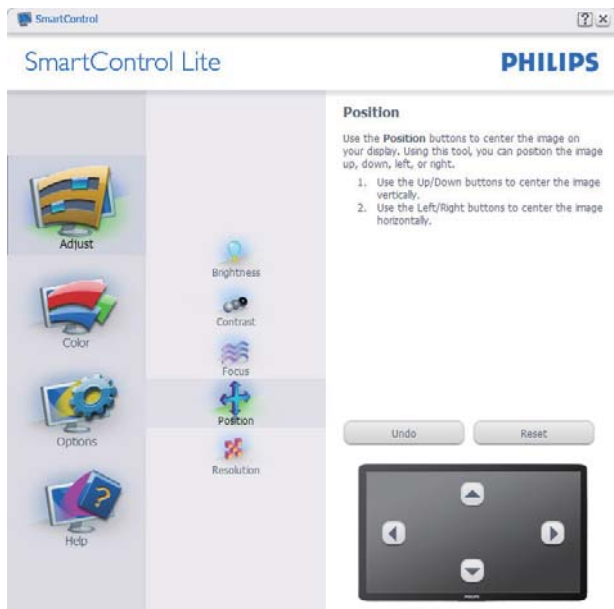 SmartControl
SmartControl Lite
PHILIPS
Adjust
Color
Options
Help
Brightness
Contrast
Focus
Position
Resolution
Position
Use the Position buttons to center the image on
your display. Using this tool, you can position the image
up, down, left, or right.
1. Use the Up/Down buttons to center the image
vertically.
2. Use the Left/Right buttons to center the image
horizontally.
Undo
Reset
PHILIPS